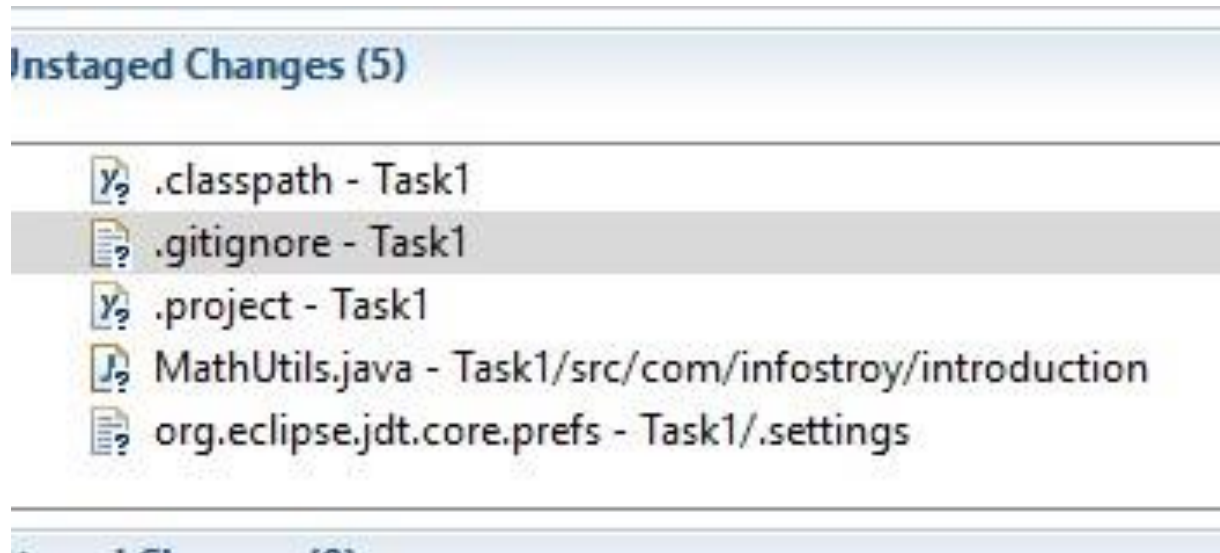 Unstaged Changes (5)
.classpath - Task1
.gitignore - Task1
.project - Task1
MathUtils.java - Task1/src/com/infostroy/introduction
org.eclipse.jdt.core.prefs - Task1/.settings